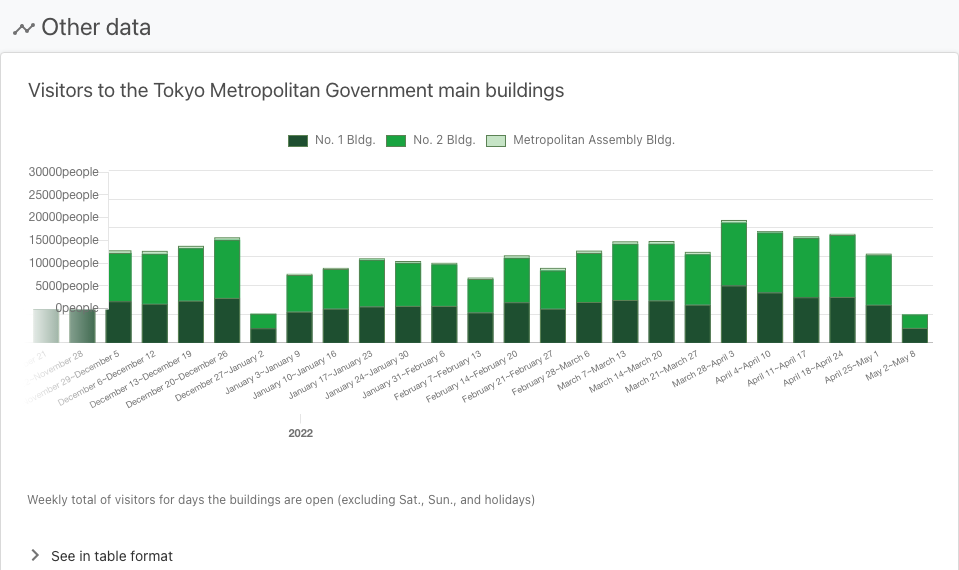 Other data
Visitors to the Tokyo Metropolitan Government main buildings
No. 1 Bldg. No. 2 Bldg. Metropolitan Assembly Bldg.
30000people
25000people
20000people
15000people
10000people
5000people
0people
21
November 28
November 29~December 5
December 6~December 12
December 13~December 19
December 20~December 26
December 27~January 2
January 3~January 9
January 10~January 16
January 17~January 23
January 24~January 30
January 31~February 6
February 7~February 13
February 14~February 20
February 21~February 27
February 28~March 6
March 7~March 13
March 14~March 20
March 21~March 27
March 28~April 3
April 4~April 10
April 11~April 17
April 18~April 24
April 25~May 1
May 2~May 8
2022
Weekly total of visitors for days the buildings are open (excluding Sat., Sun., and holidays)
See in table format